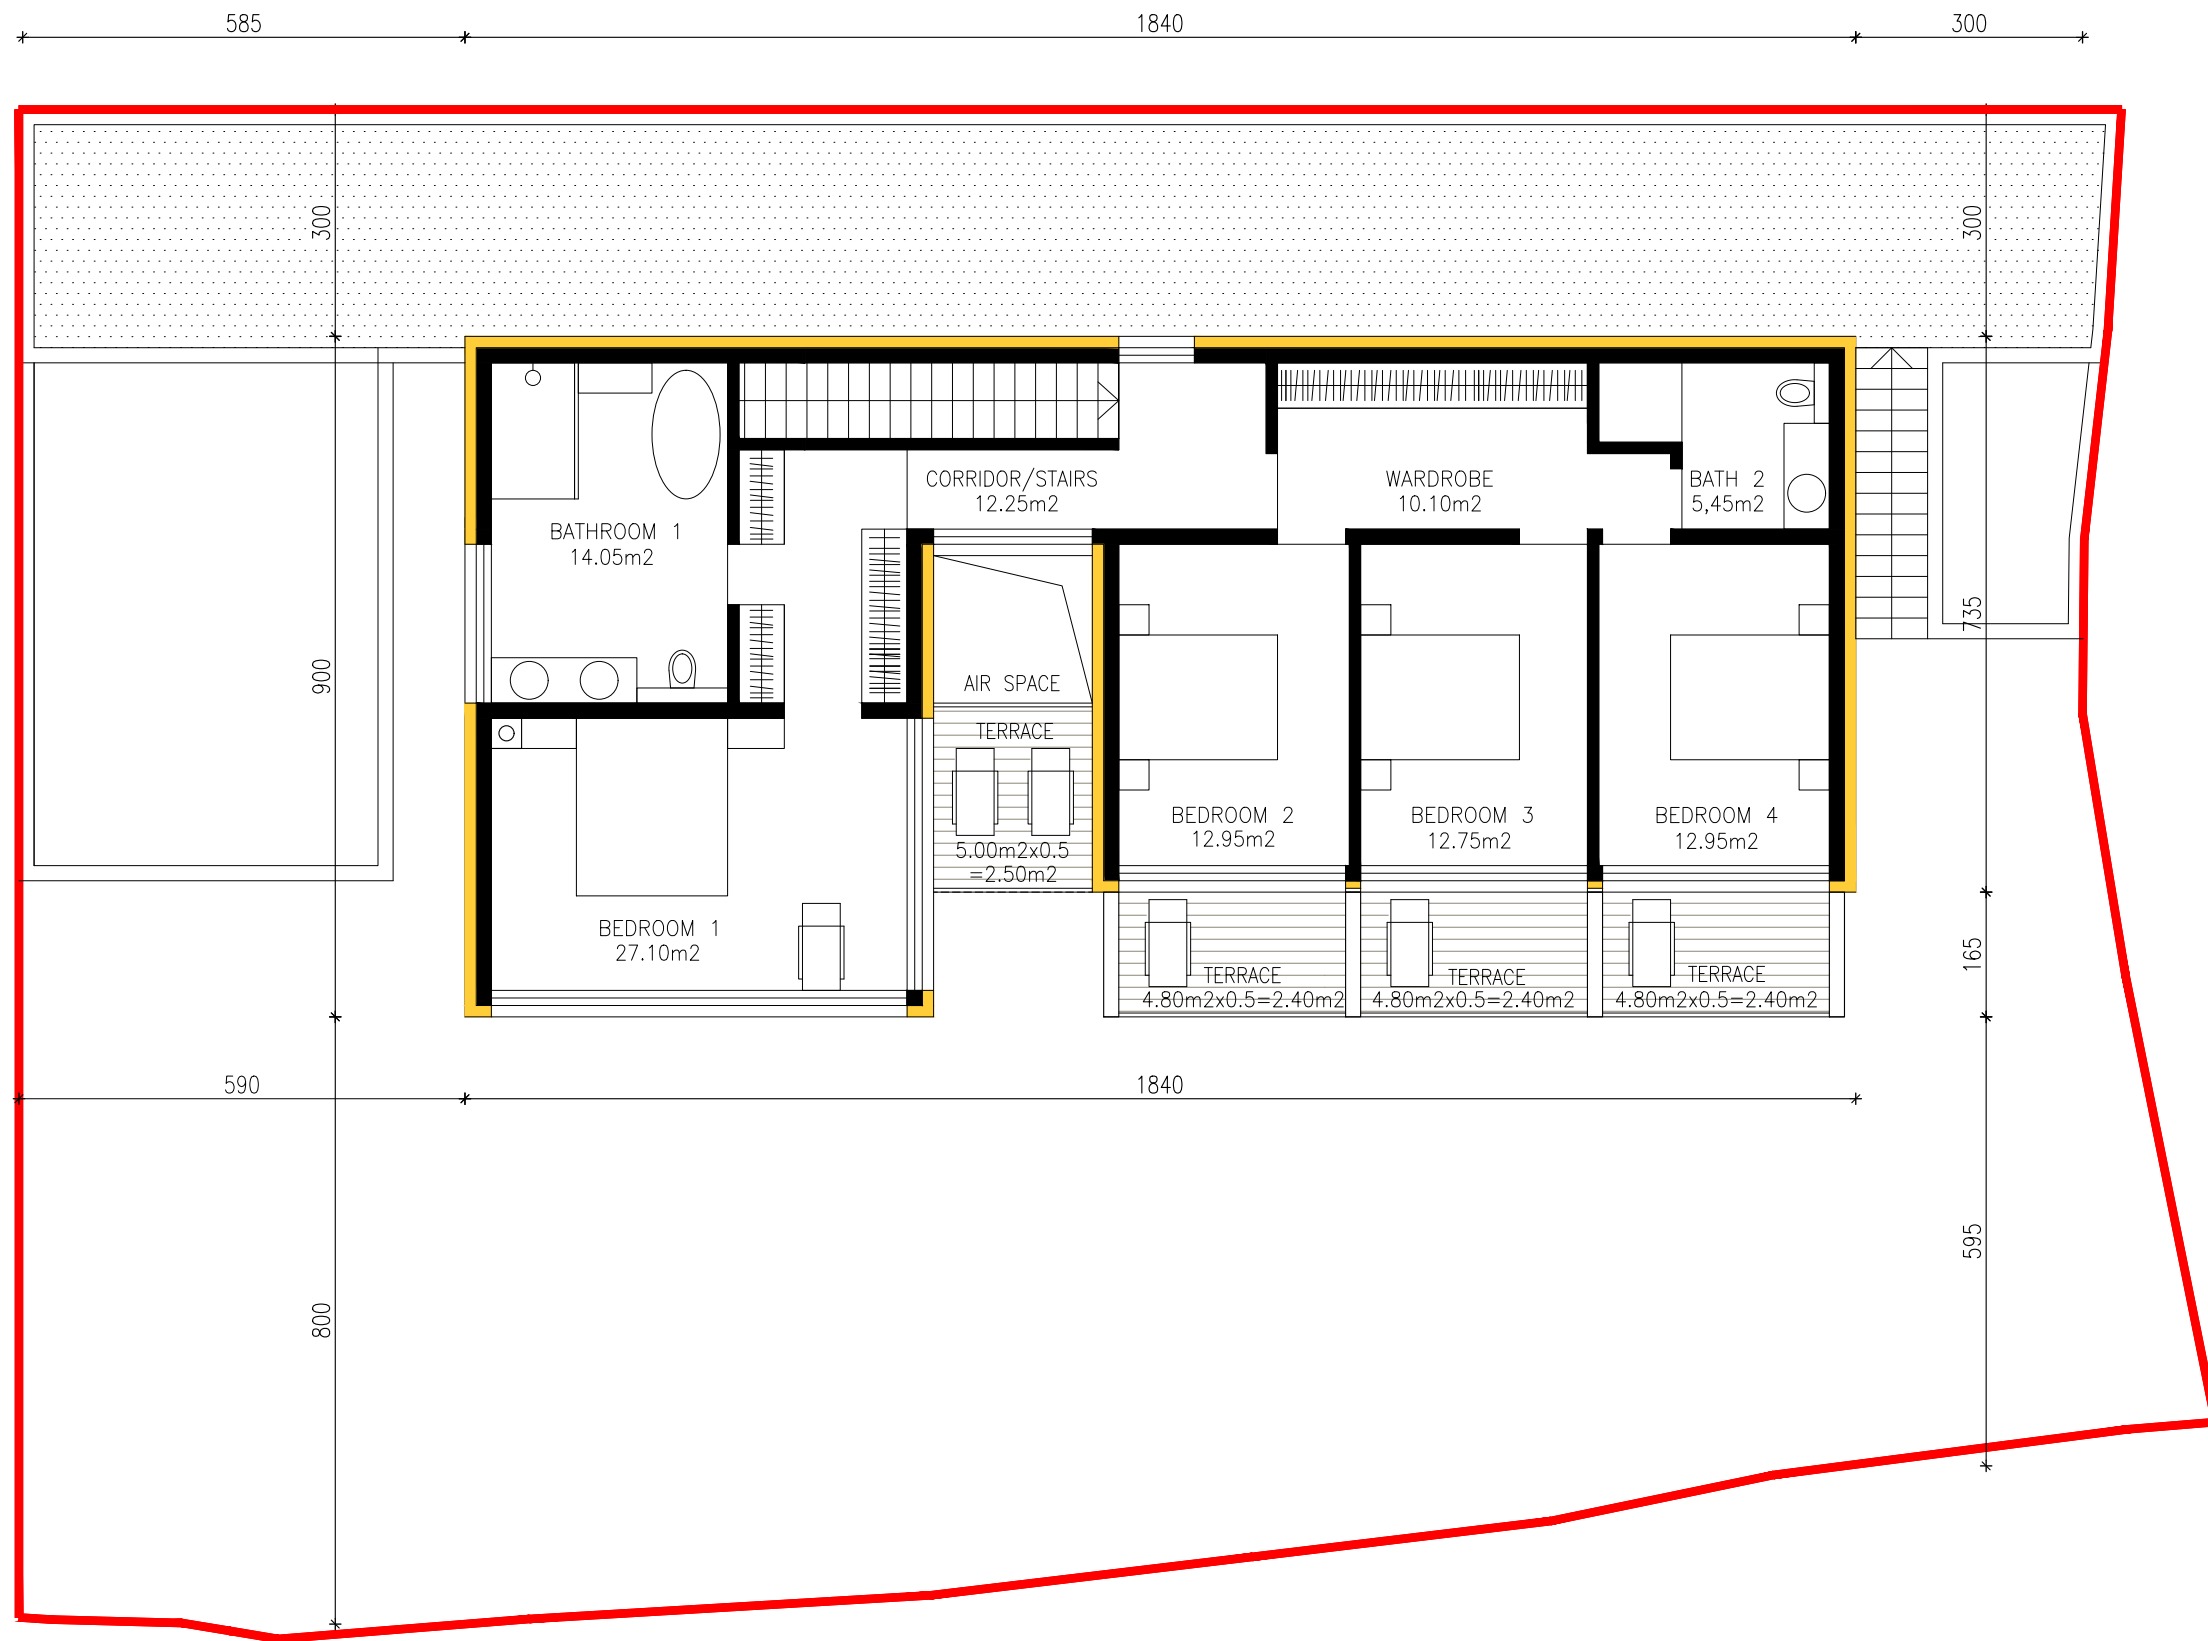 585
1840
300
300
300
CORRIDOR/STAIRS
12.25m2
WARDROBE
10.10m2
BATH 2
5,45m2
BATHROOM 1
14.05m2
735
900
AIR SPACE
TERRACE
5.00m2x0.5
=2.50m2
BEDROOM 2
12.95m2
BEDROOM 3
12.75m2
BEDROOM 4
12.95m2
BEDROOM 1
27.10m2
165
TERRACE
4.80m2x0.5=2.40m2
TERRACE
4.80m2x0.5=2.40m2
TERRACE
4.80m2x0.5=2.40m2
590
1840
595
800